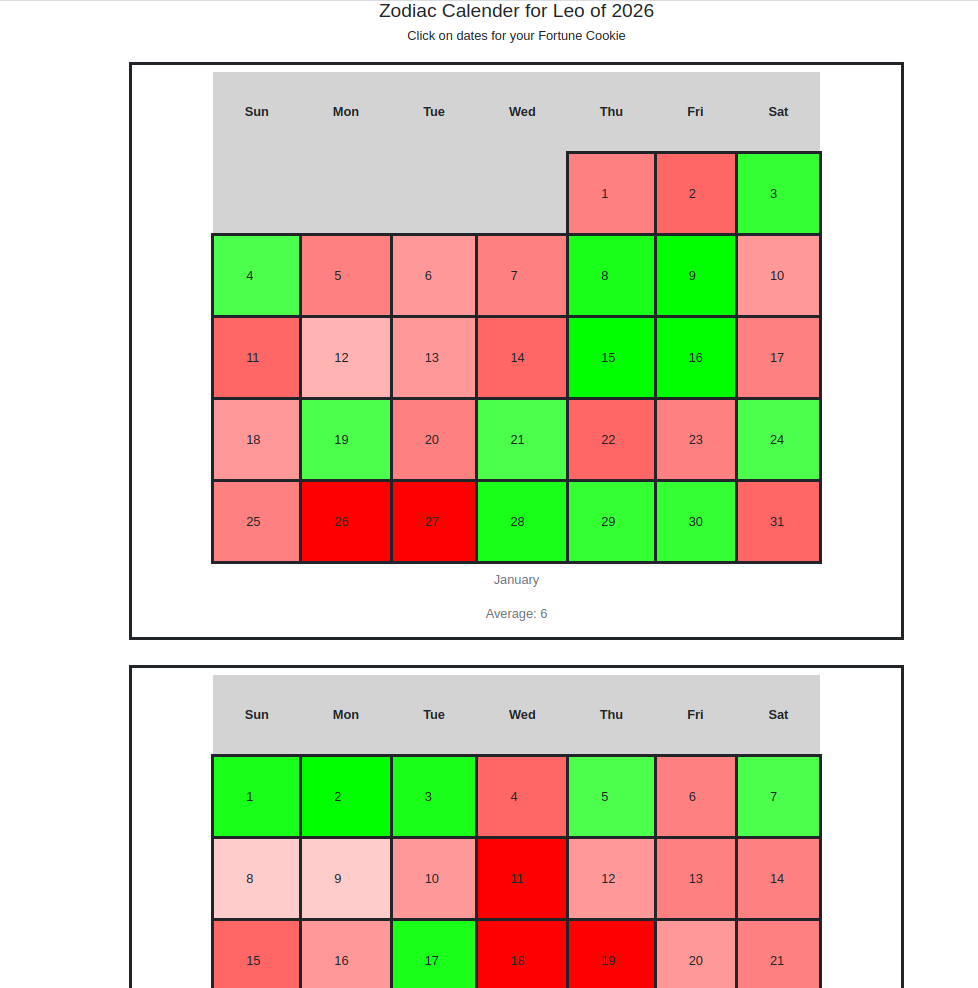 Zodiac Calender for Leo of 2026
Click on dates for your Fortune Cookie
Sun Mon Tue Wed Thu Fri Sat
1 2 3
4 5 6 7 8 9 10
11 12 13 14 15 16 17
18 19 20 21 22 23 24
25 26 27 28 29 30 31
January
Average: 6
Sun Mon Tue Wed Thu Fri Sat
1 2 3 4 5 6 7
8 9 10 11 12 13 14
15 16 17 18 19 20 21